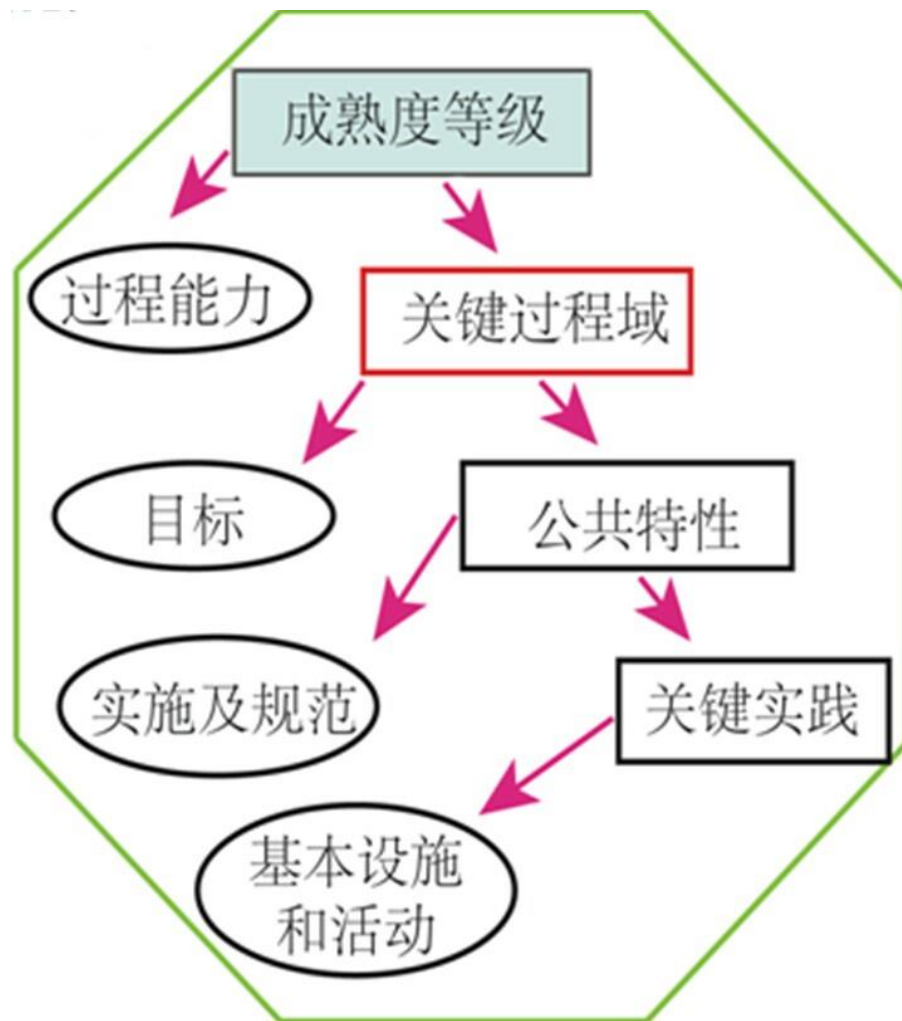 成熟度等级
过程能力
关键过程域
目标
公共特性
实施及规范
关键实践
基本设施
和活动